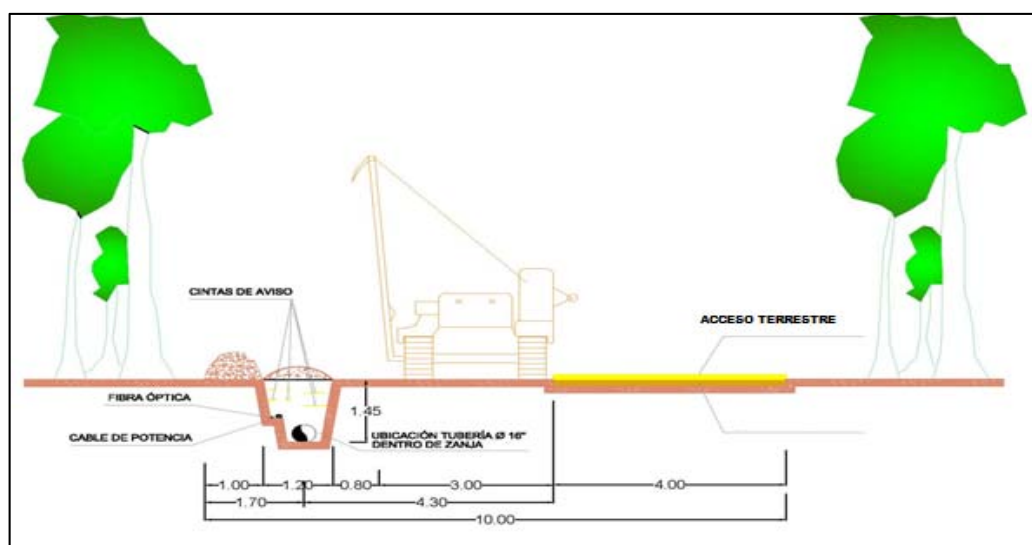 CINTAS DE AVISO
ACCESO TERRESTRE
FIBRA ÓPTICA
1.45
CABLE DE POTENCIA
UBICACIÓN TUBERÍA Ø 16"
DENTRO DE ZANJA
1.00 1.20 0.80 3.00 4.00
1.70 4.30
10.00